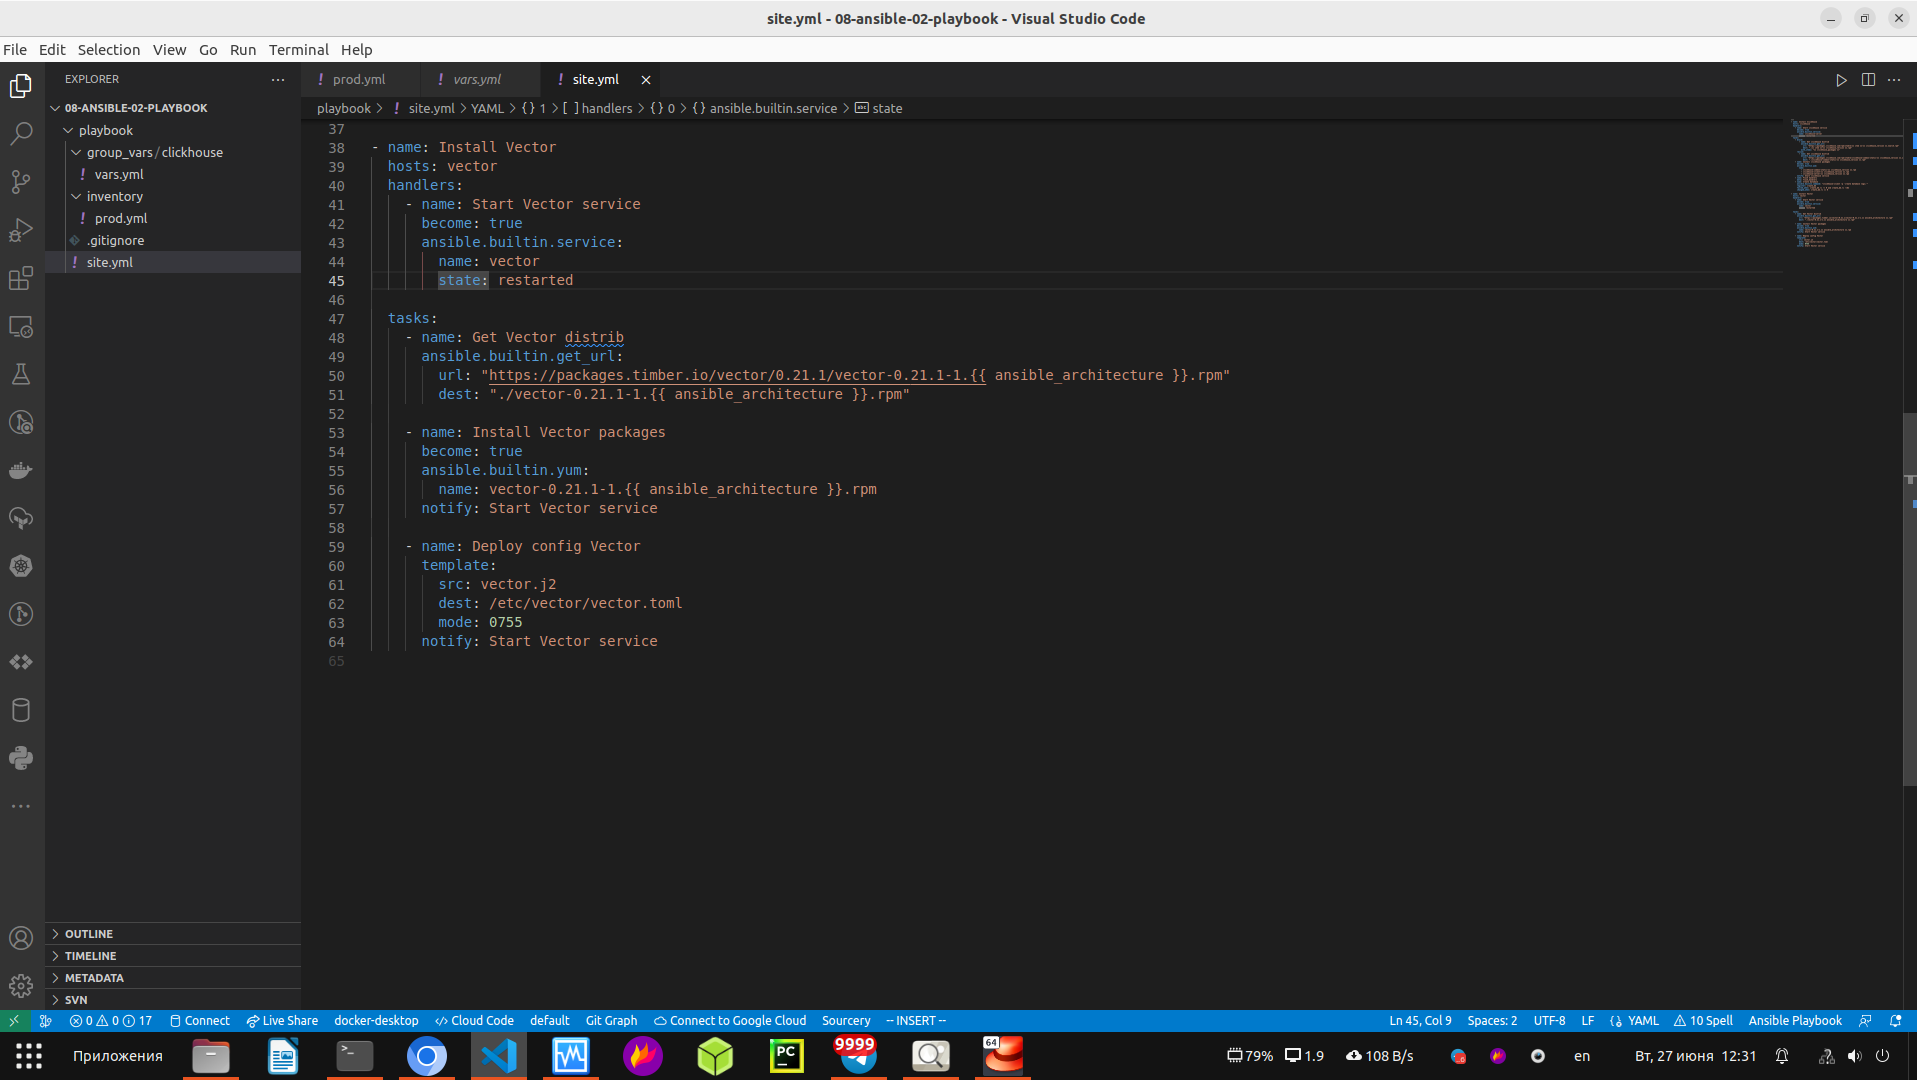 site.yml - 08-ansible-02-playbook - Visual Studio Code
File Edit Selection View Go Run Terminal Help
EXPLORER
prod.yml
vars.yml
site.yml
08-ANSIBLE-02-PLAYBOOK
playbook
group_vars/clickhouse
vars.yml
inventory
prod.yml
.gitignore
site.yml
playbook > ! site.yml > YAML > {} 1 > [ ] handlers > {} 0 > {} ansible.builtin.service > state
37
38 - name: Install Vector
39 hosts: vector
40 handlers:
41 - name: Start Vector service
42 become: true
43 ansible.builtin.service:
44 name: vector
45 state: restarted
46
47 tasks:
48 - name: Get Vector distrib
49 ansible.builtin.get_url:
50 url: "https://packages.timber.io/vector/0.21.1/vector-0.21.1-1.{{ ansible_architecture }}.rpm"
51 dest: "./vector-0.21.1-1.{{ ansible_architecture }}.rpm"
52
53 - name: Install Vector packages
54 become: true
55 ansible.builtin.yum:
56 name: vector-0.21.1-1.{{ ansible_architecture }}.rpm
57 notify: Start Vector service
58
59 - name: Deploy config Vector
60 template:
61 src: vector.j2
62 dest: /etc/vector/vector.toml
63 mode: 0755
64 notify: Start Vector service
65
OUTLINE
TIMELINE
METADATA
SVN
0 0 17 Connect Live Share docker-desktop Cloud Code default Git Graph Connect to Google Cloud Sourcery -- INSERT -- Ln 45, Col 9 Spaces: 2 UTF-8 LF YAML 10 Spell Ansible Playbook
Приложения
PC
9999
64
79% 1.9 108 B/s en Вт, 27 июня 12:31